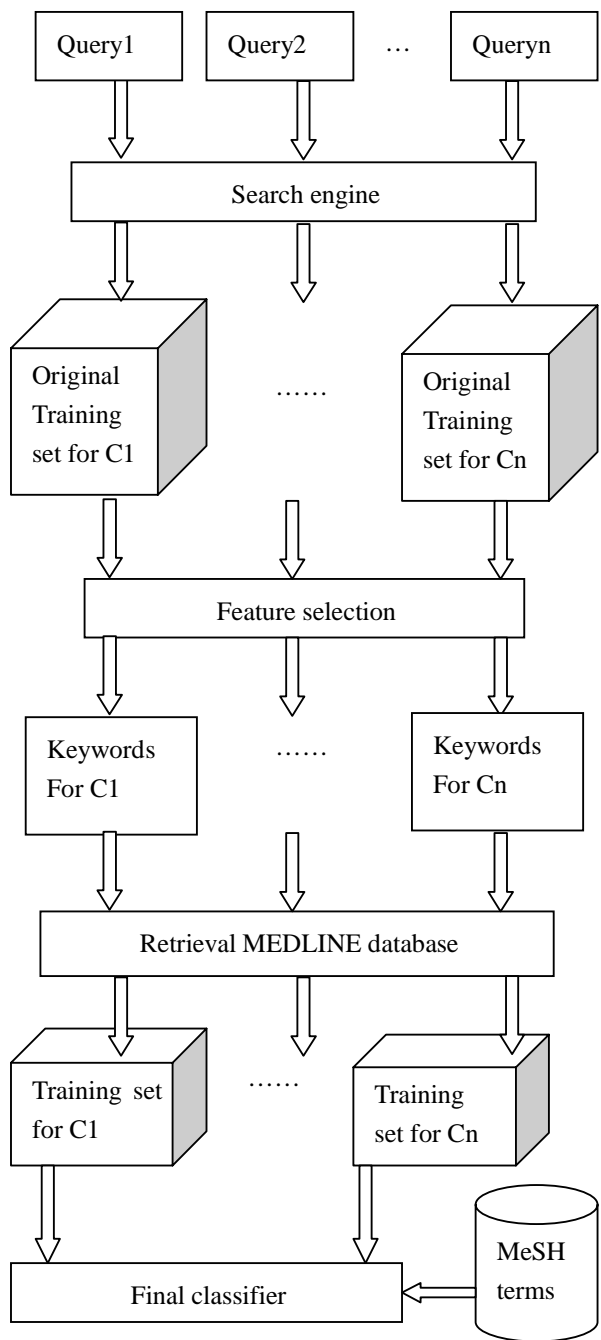 Query1 Query2 … Queryn
Search engine
Original
Training
set for C1
……
Original
Training
set for Cn
Feature selection
Keywords
For C1
……
Keywords
For Cn
Retrieval MEDLINE database
Training set
for C1
……
Training
set for Cn
MeSH
terms
Final classifier